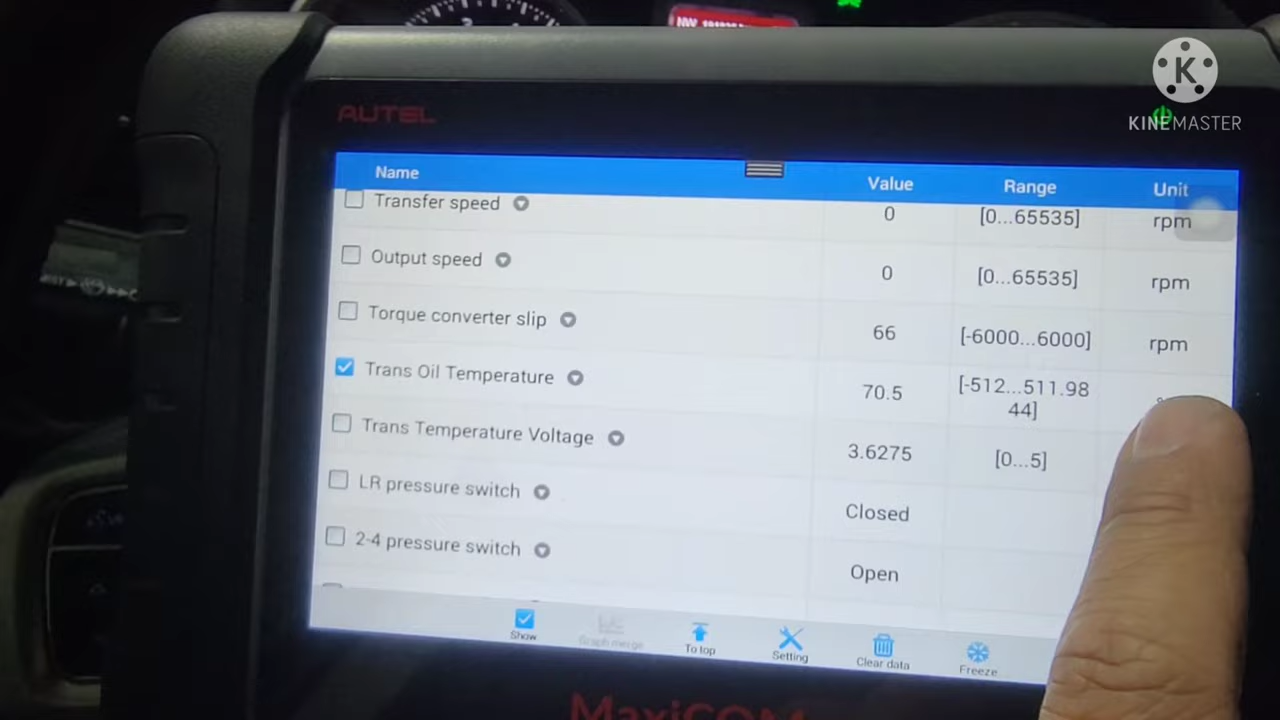 AUTEL
KINEMASTER
Name Value Range Unit
Transfer speed 0 [0...65535] rpm
Output speed 0 [0...65535] rpm
Torque converter slip 66 [-6000...6000] rpm
Trans Oil Temperature 70.5 [-512...511.98
44]
Trans Temperature Voltage 3.6275 [0...5]
LR pressure switch Closed
2-4 pressure switch Open
Show Graph merge To top Setting Clear data Freeze
MaxiCOM